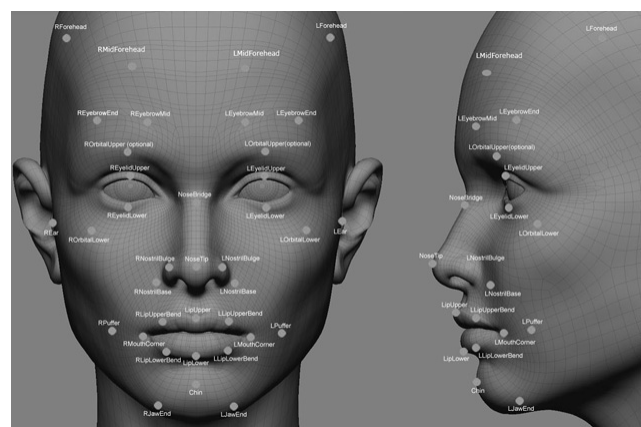 RForehead
LForehead
RMidForehead
LMidForehead
REyebrowEnd
REyebrowMid
LEyebrowMid
LEyebrowEnd
ROrbitalUpper (optional)
LOrbitalUpper(optional)
REyelidUpper
LEyelidUpper
NoseBridge
REyelidLower
LEyelidLower
REar
LEar
ROrbitalLower
LOrbitalLower
RNostrilBulge
NoseTip
LNostrilBulge
RNostrilBase
LNostrilBase
LipUpper
RLipUpperBend
LLipUpperBend
RPuffer
LPuffer
RMouthCorner
LMouthCorner
RLipLowerBend
LipLower
LLipLowerBend
Chin
RJawEnd
LJawEnd
LForehead
LMidForehead
LEyebrowEnd
LEyebrowMid
LOrbitalUpper(optional)
LEyelidUpper
NoseBridge
LEyelidLower
LOrbitalLower
NoseTip
LNostrilBulge
LNostrilBase
LipUpper
LLipUpperBend
LPuffer
LMouthCorner
LipLower
LLipLowerBend
Chin
LJawEnd